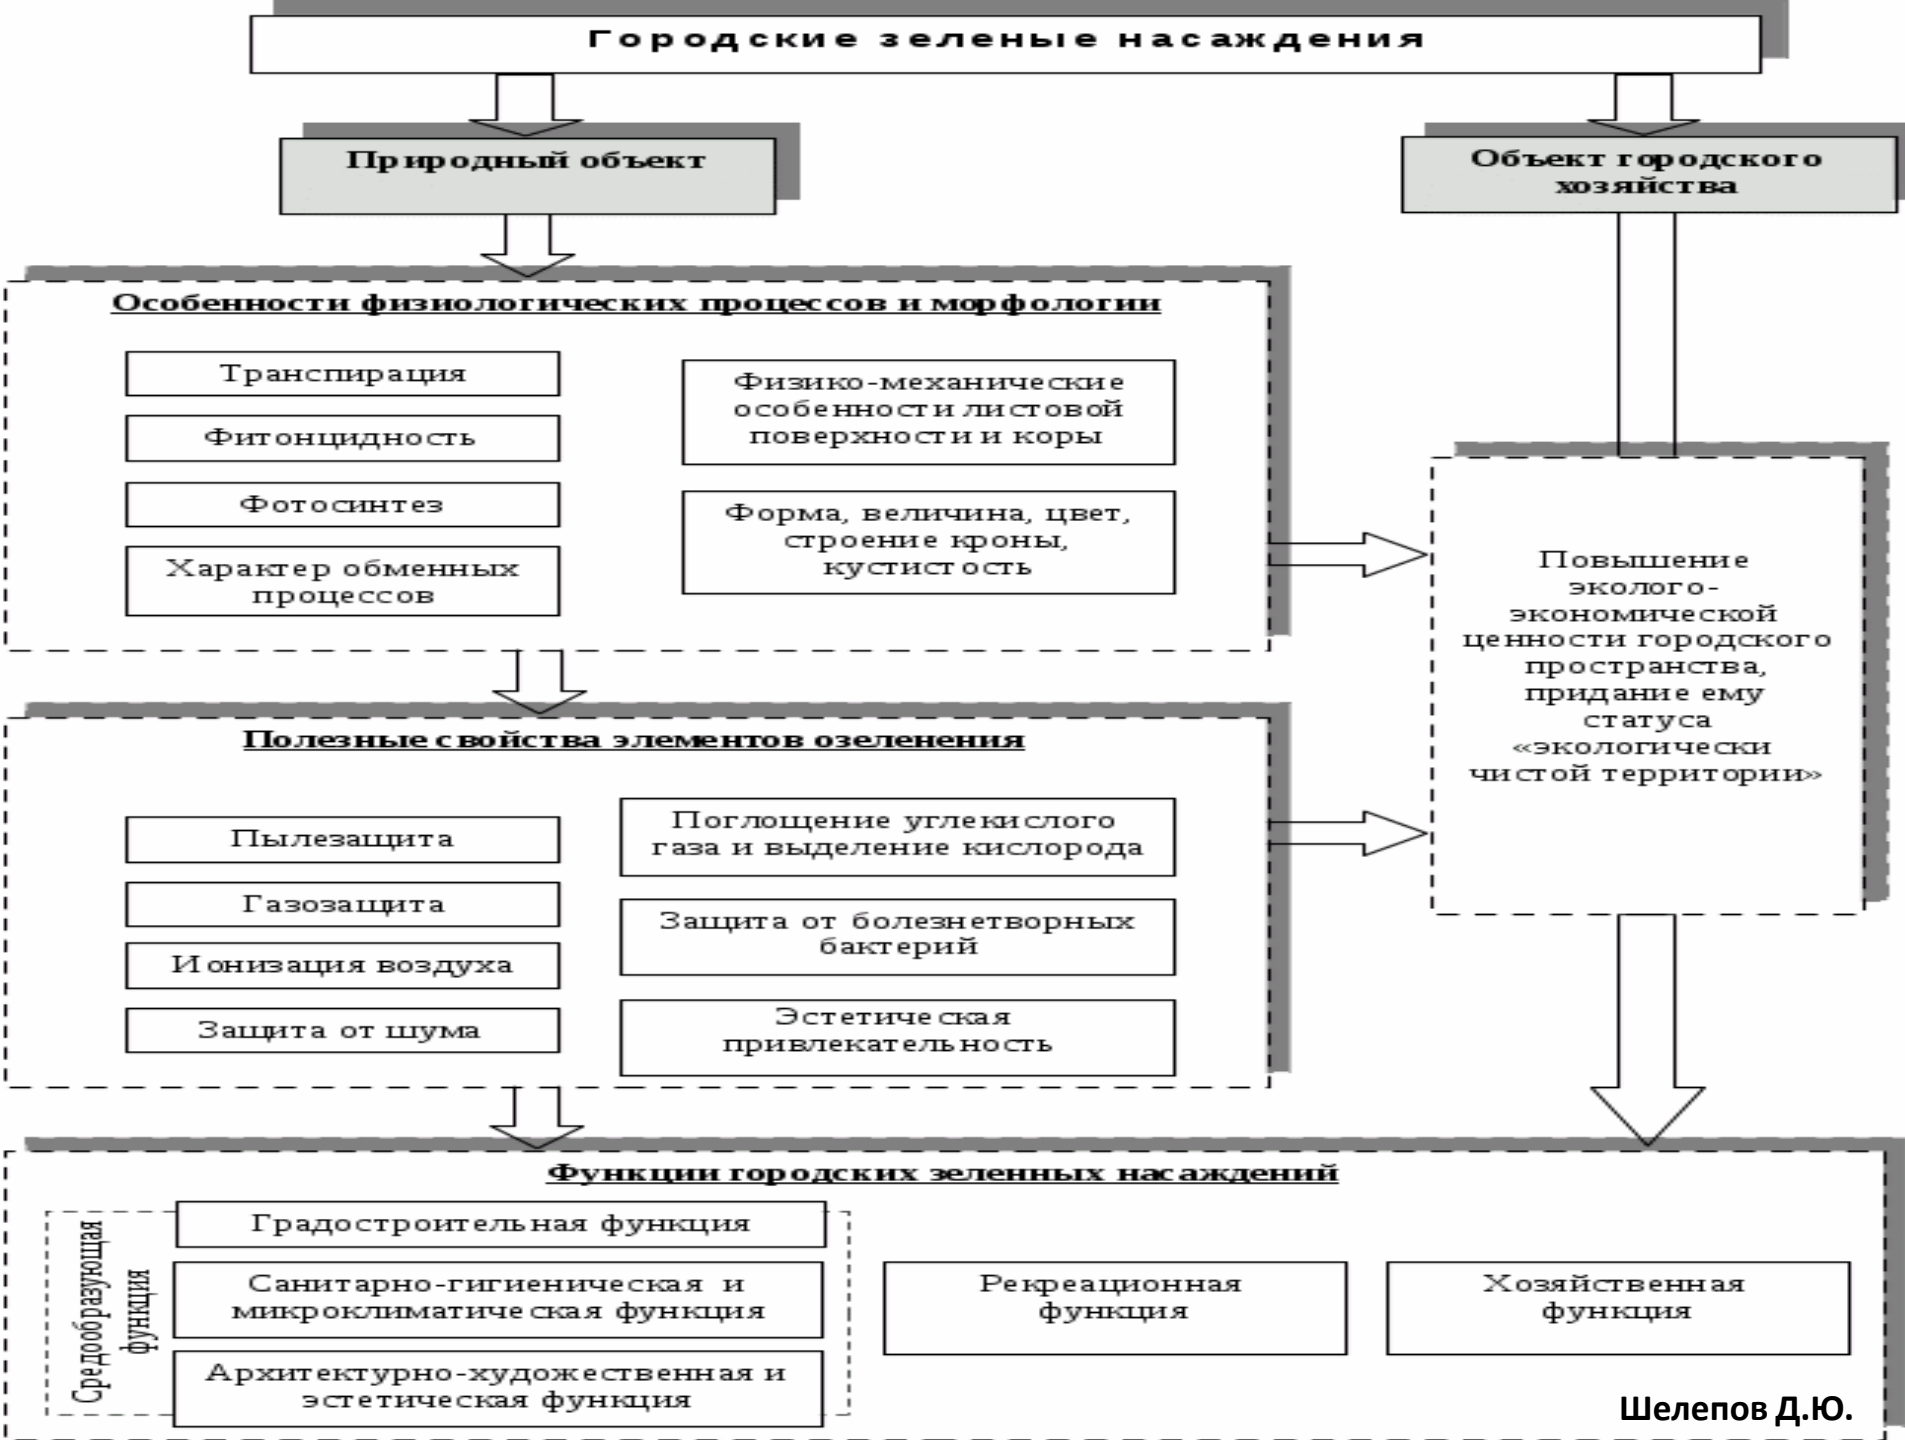 Городские зеленые насаждения
Природный объект
Объект городского
хозяйства
Особенности физиологических процессов и морфологии
Транспирация
Фитонцидность
Фотосинтез
Характер обменных
процессов
Физико-механические
особенности листовой
поверхности и коры
Форма, величина, цвет,
строение кроны,
кустистость
Повышение
эколого-
экономической
ценности городского
пространства,
придание ему
статуса
«экологически
чистой территории»
Полезные свойства элементов озеленения
Пылезащита
Газозащита
Ионизация воздуха
Защита от шума
Поглощение углекислого
газа и выделение кислорода
Защита от болезнетворных
бактерий
Эстетическая
привлекательность
Функции городских зеленных насаждений
Средообразующая
функция
Градостроительная функция
Санитарно-гигиеническая и
микроклиматическая функция
Архитектурно-художественная и
эстетическая функция
Рекреационная
функция
Хозяйственная
функция
Шелепов Д.Ю.